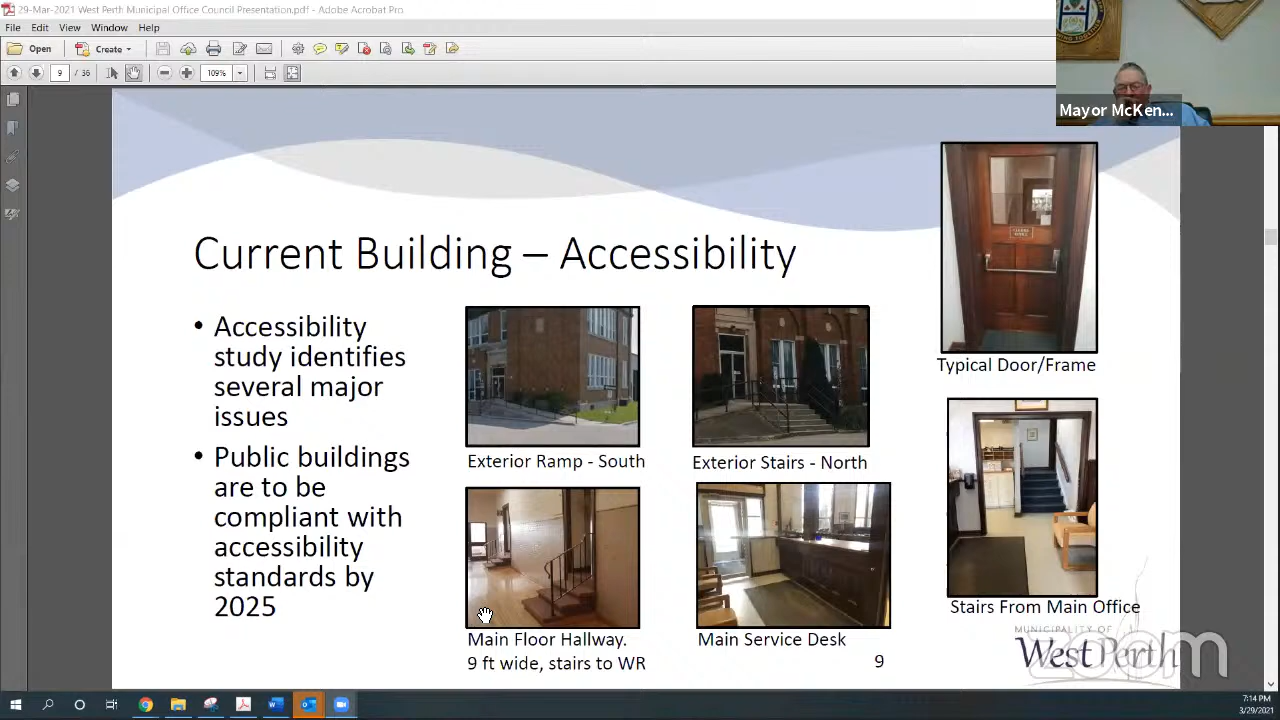 29-Mar-2021 West Perth Municipal Office Council Presentation.pdf - Adobe Acrobat Pro
File Edit View Window Help
Open Create
9 / 36 109%
Mayor McKen...
Current Building – Accessibility
• Accessibility
study identifies
several major
issues
• Public buildings
are to be
compliant with
accessibility
standards by
2025
Typical Door/Frame
Exterior Ramp - South
Exterior Stairs - North
Stairs From Main Office
Main Floor Hallway.
9 ft wide, stairs to WR
Main Service Desk
9
MUNICIPALITY OF
West Perth
zoom
7:14 PM
3/29/2021